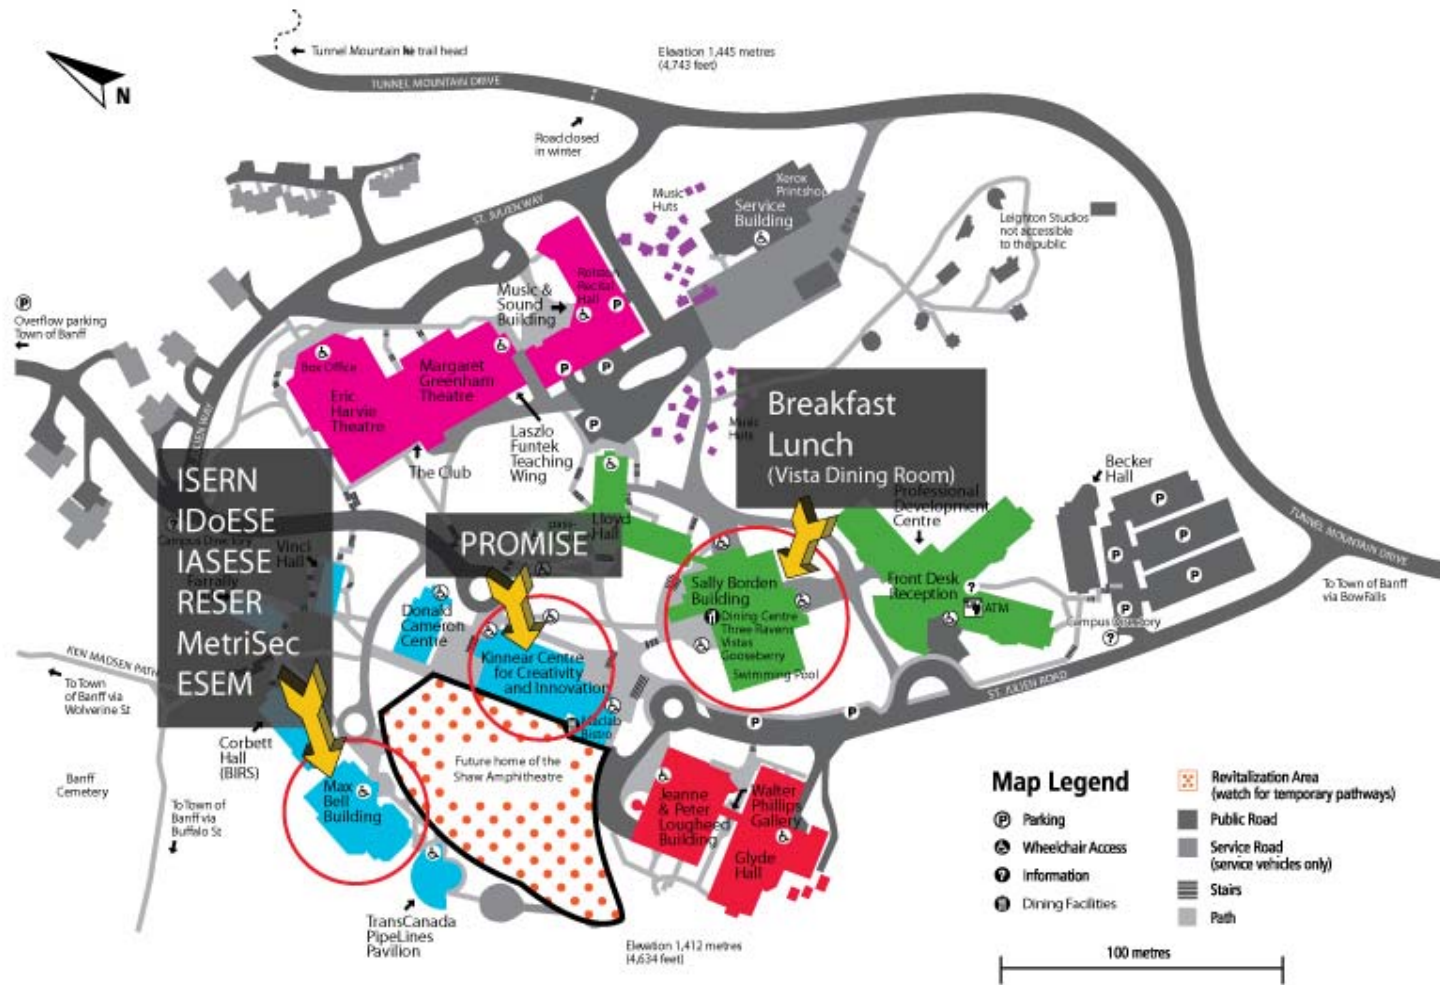 Tunnel Mountain he trail head
Elevation 1,445 metres
(4,743 feet)
N
TUNNEL MOUNTAIN DRIVE
Road closed
in winter
Music
Huts
Xerox
Printshop
Service
Building
ST. JULIEN WAY
Leighton Studios
not accessible
to the public
Rolston
Recital
Hall
Music &
Sound
Building
P
Overflow parking
Town of Banff
Box Office
Margaret
Greenham
Theatre
Eric
Harvie
Theatre
P
P
P
P
Laszlo
Funtek
Teaching
Wing
The Club
Music
Huts
Breakfast
Lunch
(Vista Dining Room)
Becker
Hall
Professional
Development
Centre
P
P
P
P
P
TUNNEL MOUNTAIN DRIVE
To Town of Banff
via Bow Falls
ISERN
IDoESE
IASESE
RESER
MetriSec
ESEM
Campus Directory
Vinci
Hall
Farrally
PROMISE
Lloyd
Hall
Sally Borden
Building
Dining Centre
Three Ravens
Vistas
Gooseberry
Swimming Pool
Front Desk
Reception
?
ATM
Campus Directory
?
Donald
Cameron
Centre
Kinnear Centre
for Creativity
and Innovation
Maclab
Bistro
KEN MADSEN PATH
To Town
of Banff via
Wolverine St
ST. JULIEN ROAD
P
P
Corbett
Hall
(BIRS)
Banff
Cemetery
To Town of
Banff via
Buffalo St
Max
Bell
Building
Future home of the
Shaw Amphitheatre
Jeanne
& Peter
Lougheed
Building
Walter
Phillips
Gallery
Glyde
Hall
TransCanada
PipeLines
Pavilion
Elevation 1,412 metres
(4,634 feet)
Map Legend
P Parking
Wheelchair Access
? Information
Dining Facilities
Revitalization Area
(watch for temporary pathways)
Public Road
Service Road
(service vehicles only)
Stairs
Path
100 metres